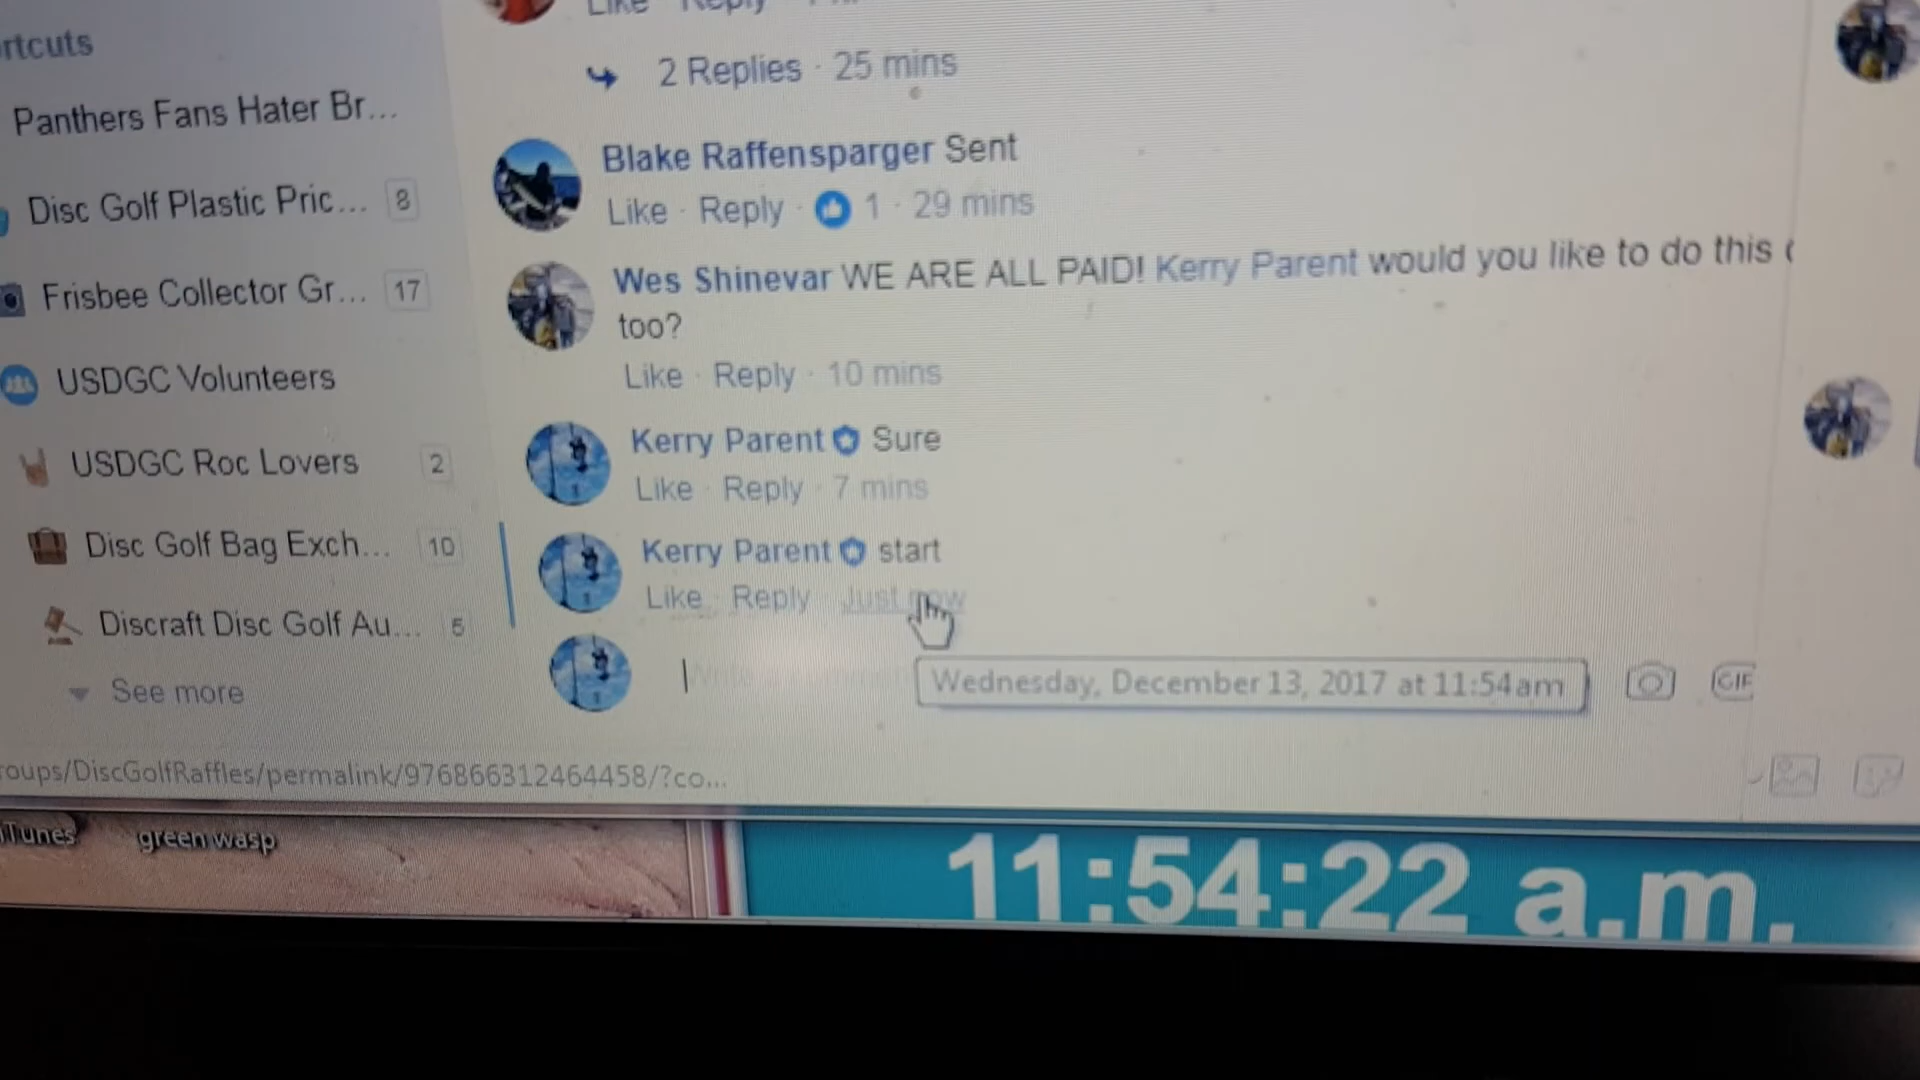 rtcuts
Like Reply
2 Replies · 25 mins
Panthers Fans Hater Br...
Blake Raffensparger Sent
Like · Reply · 1 · 29 mins
Disc Golf Plastic Pric... 8
Wes Shinevar WE ARE ALL PAID! Kerry Parent would you like to do this
too?
Like · Reply · 10 mins
Frisbee Collector Gr... 17
USDGC Volunteers
Kerry Parent Sure
Like · Reply · 7 mins
USDGC Roc Lovers 2
Kerry Parent start
Like · Reply · Just now
Disc Golf Bag Exch... 10
Discraft Disc Golf Au... 5
See more
Wednesday, December 13, 2017 at 11:54am
GIF
roups/DiscGolfRaffles/permalink/976866312464458/?co...
iTunes
green wasp
11:54:22 a.m.